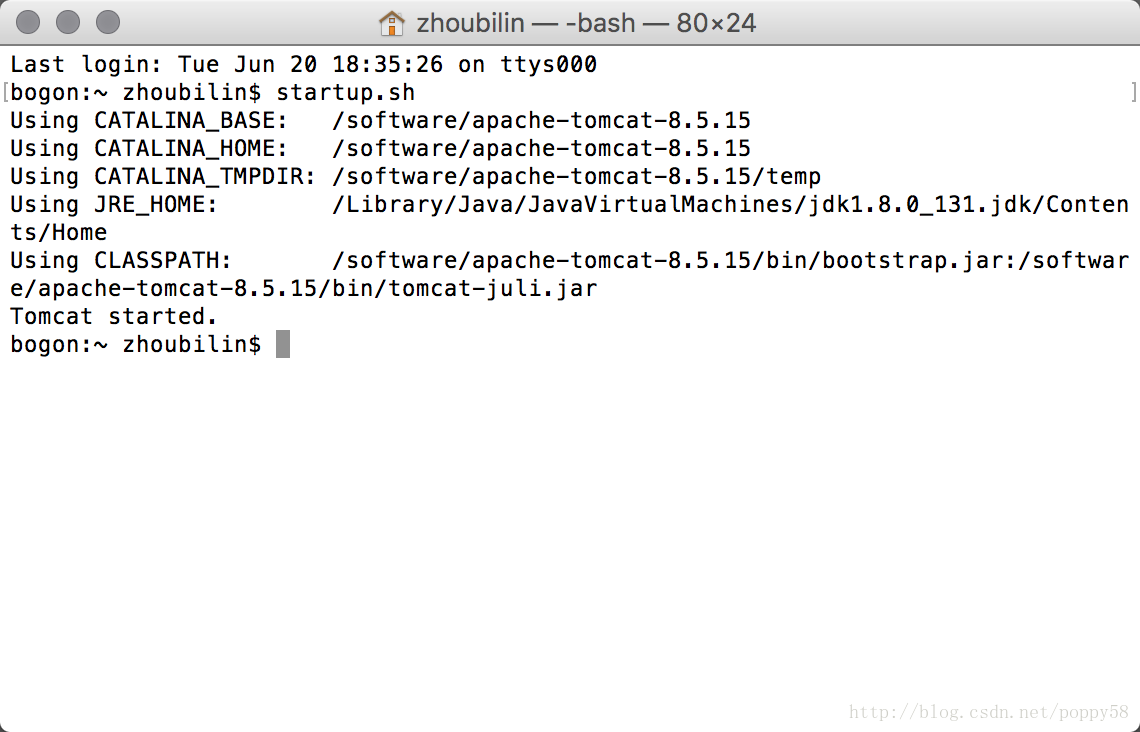 zhoubilin — -bash — 80×24
Last login: Tue Jun 20 18:35:26 on ttys000
[bogon:~ zhoubilin$ startup.sh ]
Using CATALINA_BASE:   /software/apache-tomcat-8.5.15
Using CATALINA_HOME:   /software/apache-tomcat-8.5.15
Using CATALINA_TMPDIR: /software/apache-tomcat-8.5.15/temp
Using JRE_HOME:        /Library/Java/JavaVirtualMachines/jdk1.8.0_131.jdk/Conten
ts/Home
Using CLASSPATH:       /software/apache-tomcat-8.5.15/bin/bootstrap.jar:/softwar
e/apache-tomcat-8.5.15/bin/tomcat-juli.jar
Tomcat started.
bogon:~ zhoubilin$
http://blog.csdn.net/poppy58